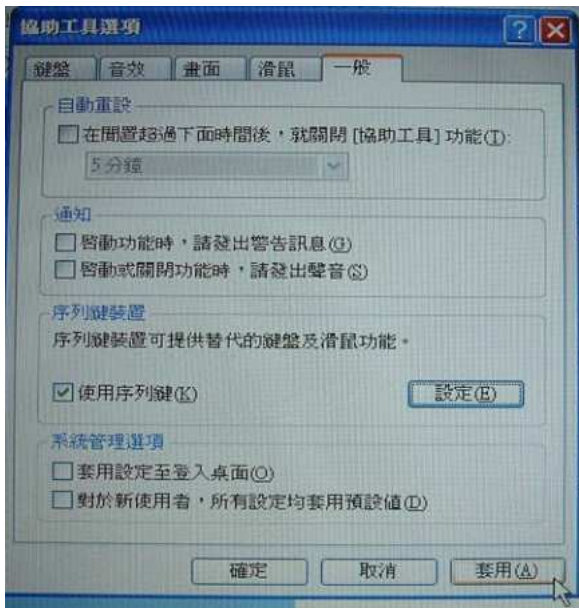 協助工具選項
鍵盤
音效
畫面
滑鼠
一般
自動重設
在閒置超過下面時間後，就關閉 [協助工具] 功能(T):
5 分鐘
通知
啓動功能時，請發出警告訊息(G)
啓動或關閉功能時，請發出聲音(S)
序列鍵裝置
序列鍵裝置可提供替代的鍵盤及滑鼠功能。
使用序列鍵(K)
設定(E)
系統管理選項
套用設定至登入桌面(O)
對於新使用者，所有設定均套用預設值(D)
確定
取消
套用(A)